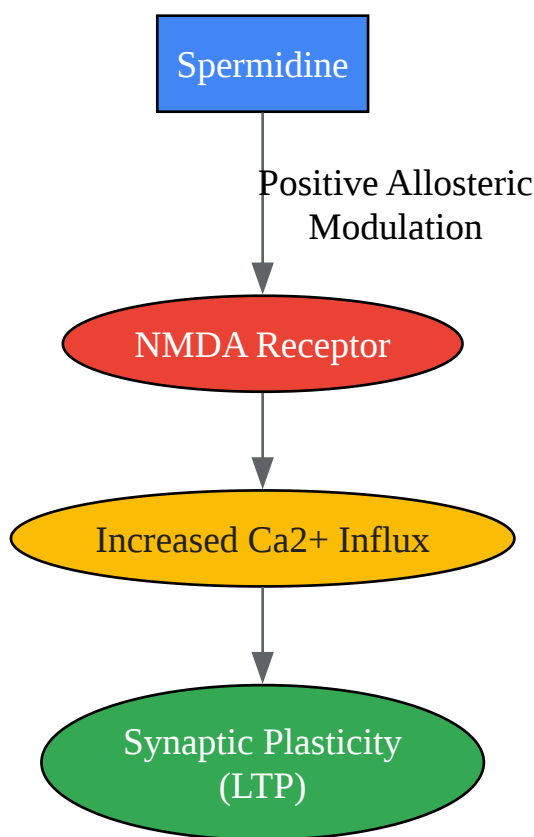 Spermidine
Positive Allosteric
Modulation
NMDA Receptor
Increased Ca2+ Influx
Synaptic Plasticity
(LTP)